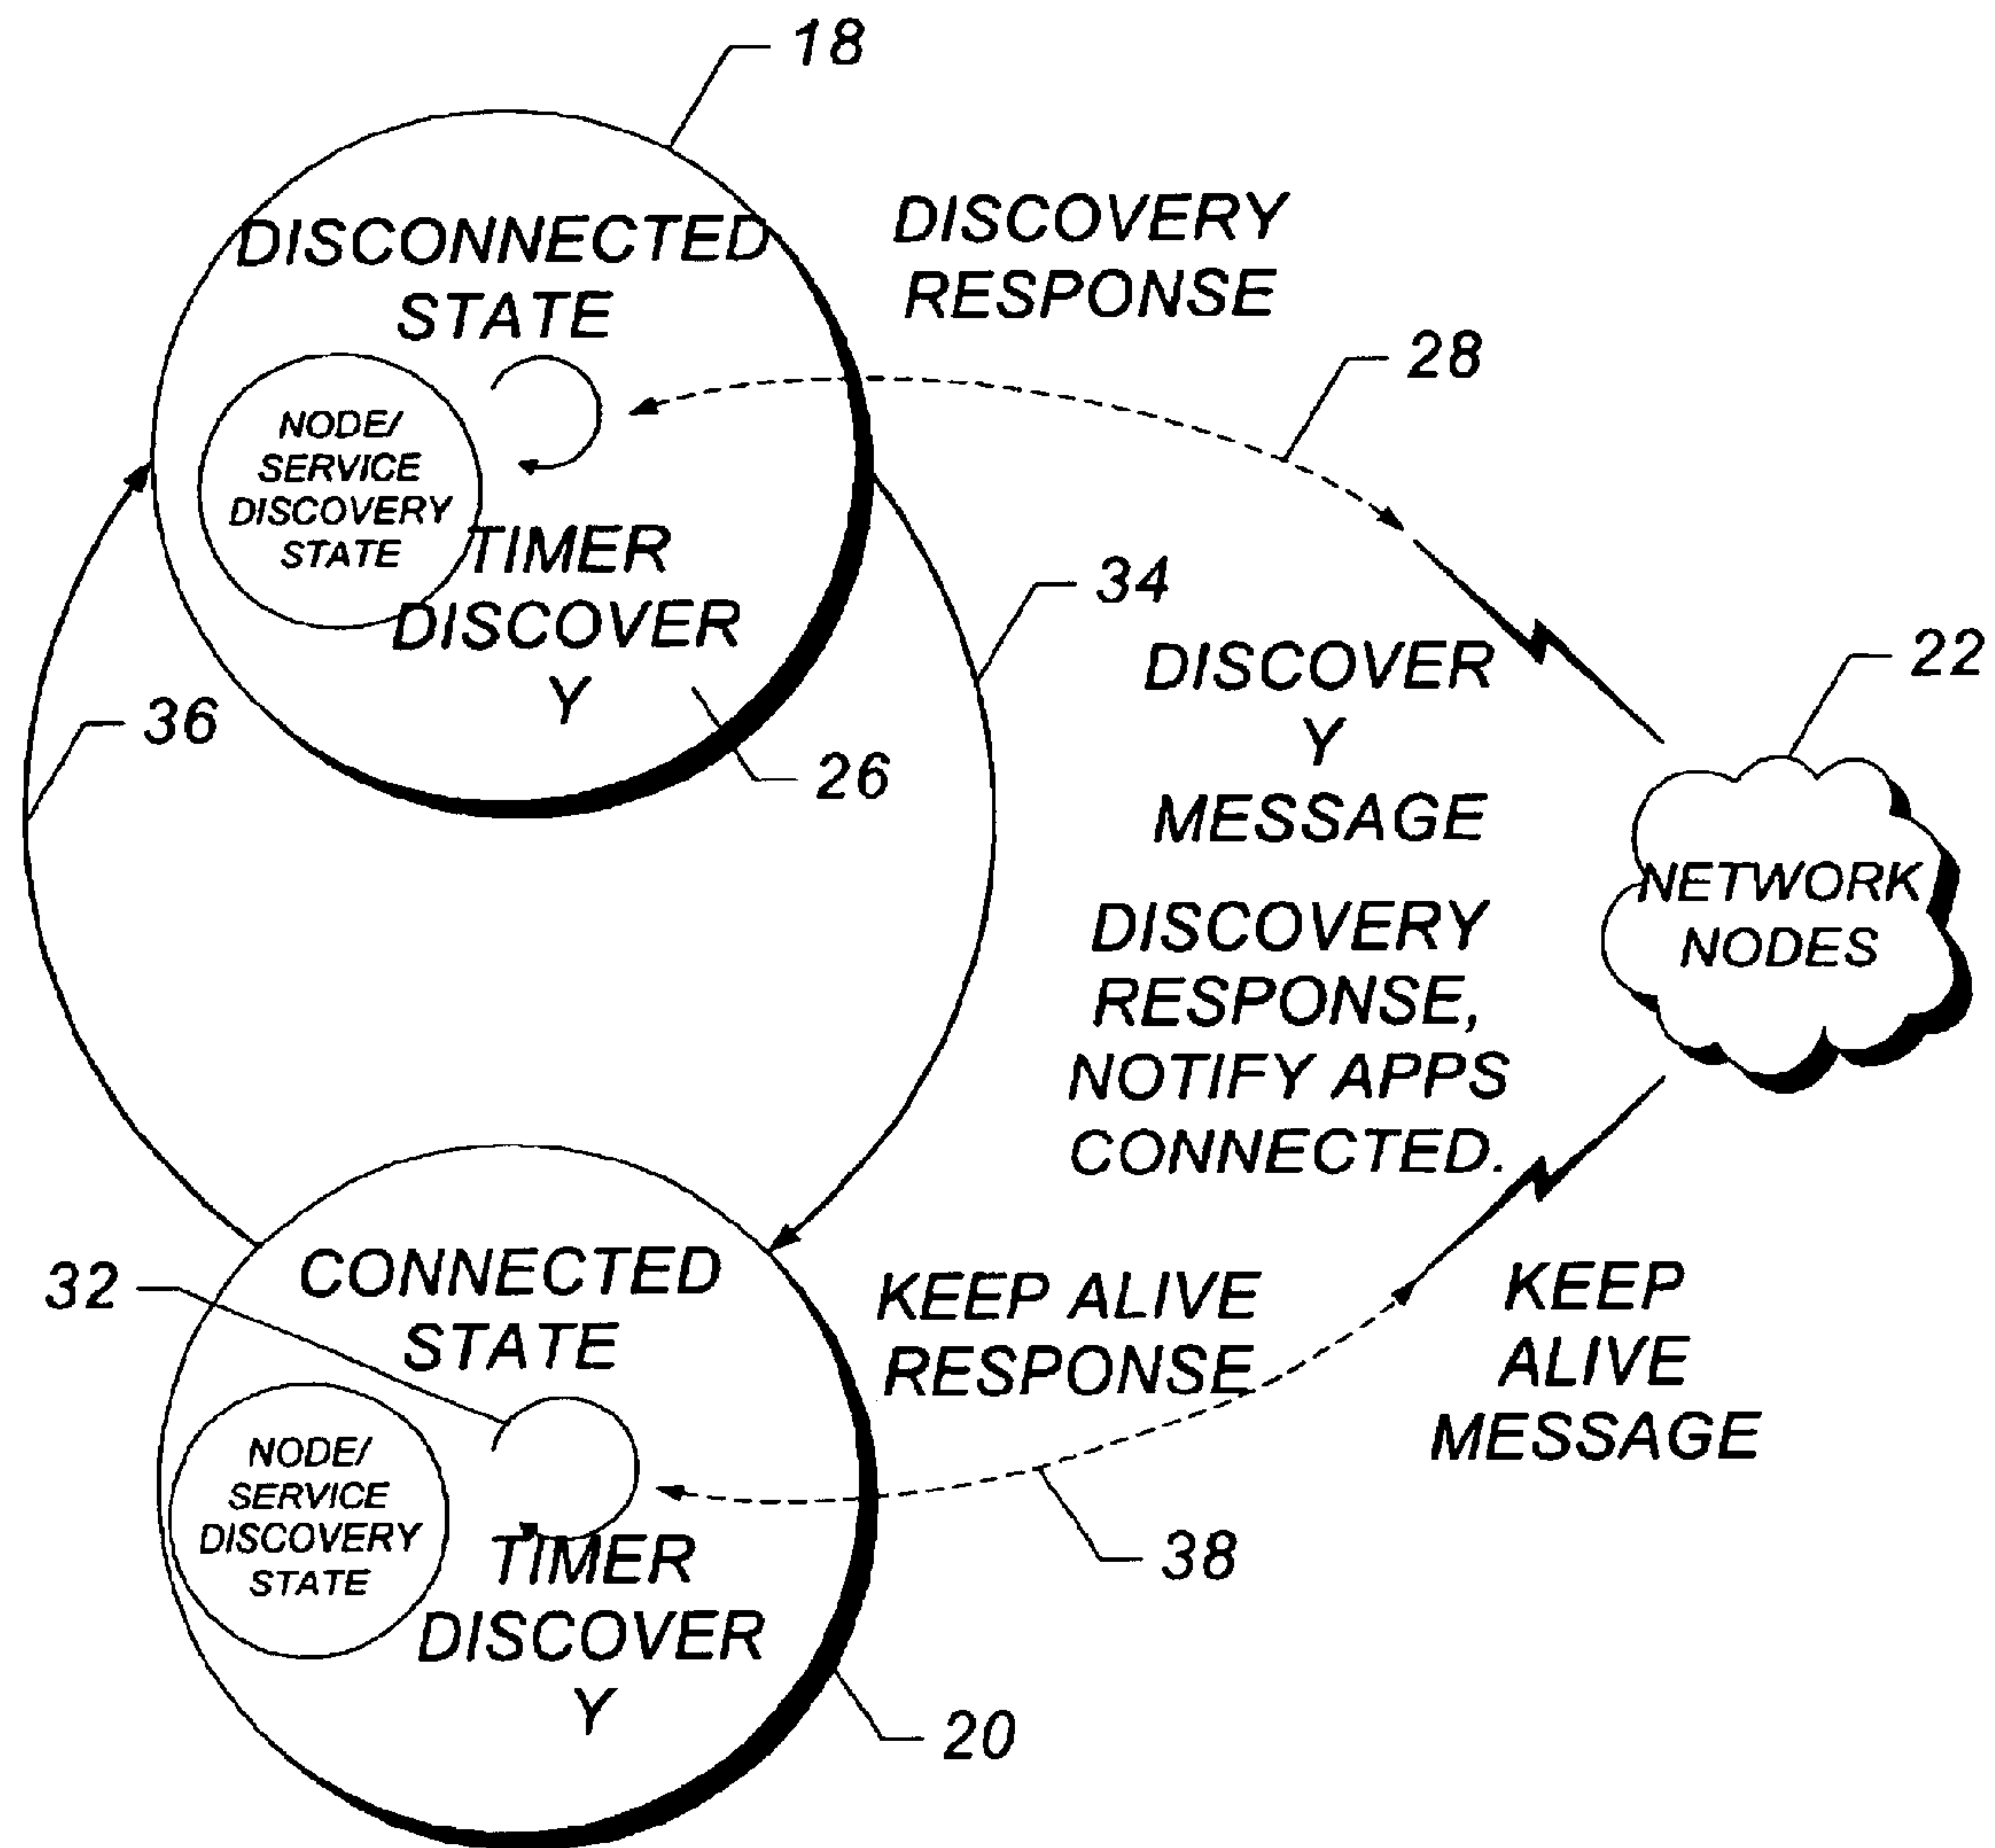 18
DISCONNECTED
STATE
NODE/
SERVICE
DISCOVERY
STATE
TIMER
DISCOVER
Y
26
DISCOVERY
RESPONSE
28
34
36
DISCOVER
Y
MESSAGE
22
NETWORK
NODES
DISCOVERY
RESPONSE,
NOTIFY APPS
CONNECTED.
32
CONNECTED
STATE
NODE/
SERVICE
DISCOVERY
STATE
TIMER
DISCOVER
Y
20
KEEP ALIVE
RESPONSE
38
KEEP
ALIVE
MESSAGE